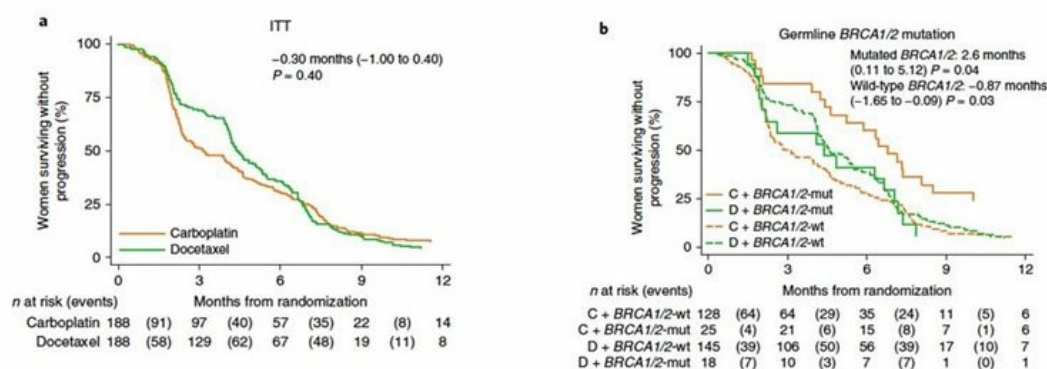 a
ITT
−0.30 months (−1.00 to 0.40)
P = 0.40
Women surviving without
progression (%)
100
75
50
25
0
Carboplatin
Docetaxel
0 3 6 9 12
n at risk (events) Months from randomization
Carboplatin 188 (91) 97 (40) 57 (35) 22 (8) 14
Docetaxel 188 (58) 129 (62) 67 (48) 19 (11) 8
b
Germline BRCA1/2 mutation
Mutated BRCA1/2: 2.6 months
(0.11 to 5.12) P = 0.04
Wild-type BRCA1/2: −0.87 months
(−1.65 to −0.09) P = 0.03
Women surviving without
progression (%)
100
75
50
25
0
C + BRCA1/2-mut
D + BRCA1/2-mut
C + BRCA1/2-wt
D + BRCA1/2-wt
0 3 6 9 12
n at risk (events) Months from randomization
C + BRCA1/2-wt 128 (64) 64 (29) 35 (24) 11 (5) 6
C + BRCA1/2-mut 25 (4) 21 (6) 15 (8) 7 (1) 6
D + BRCA1/2-wt 145 (39) 106 (50) 56 (39) 17 (10) 7
D + BRCA1/2-mut 18 (7) 10 (3) 7 (7) 1 (0) 1